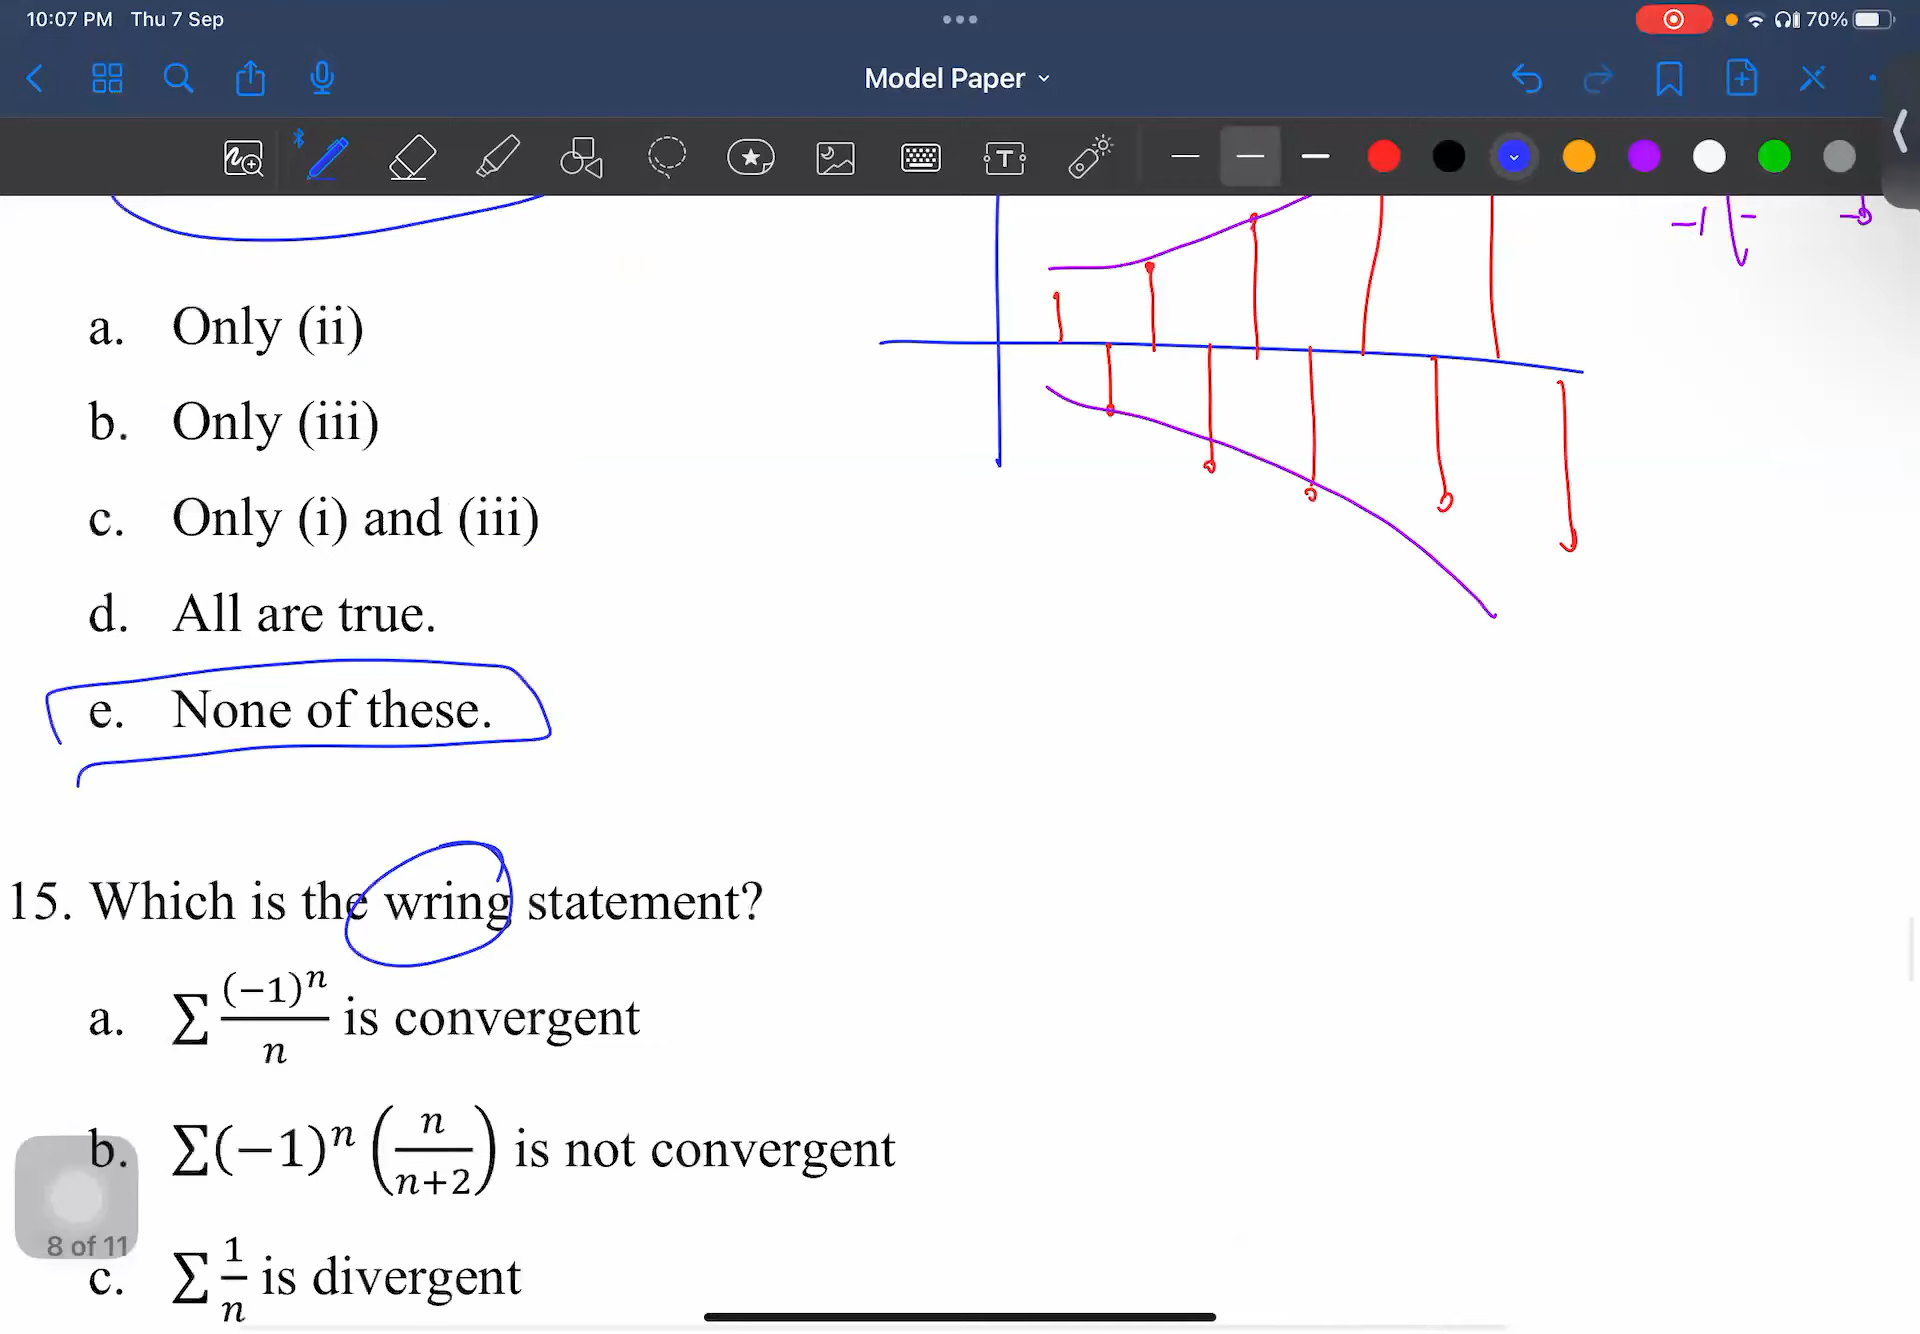 10:07 PM Thu 7 Sep
70%
Model Paper
T
-1
a. Only (ii)
b. Only (iii)
c. Only (i) and (iii)
d. All are true.
e. None of these.
15. Which is the wring statement?
a. ∑ (−1)ⁿ/n is convergent
b. ∑(−1)ⁿ (n/(n+2)) is not convergent
8 of 11
c. ∑ 1/n is divergent